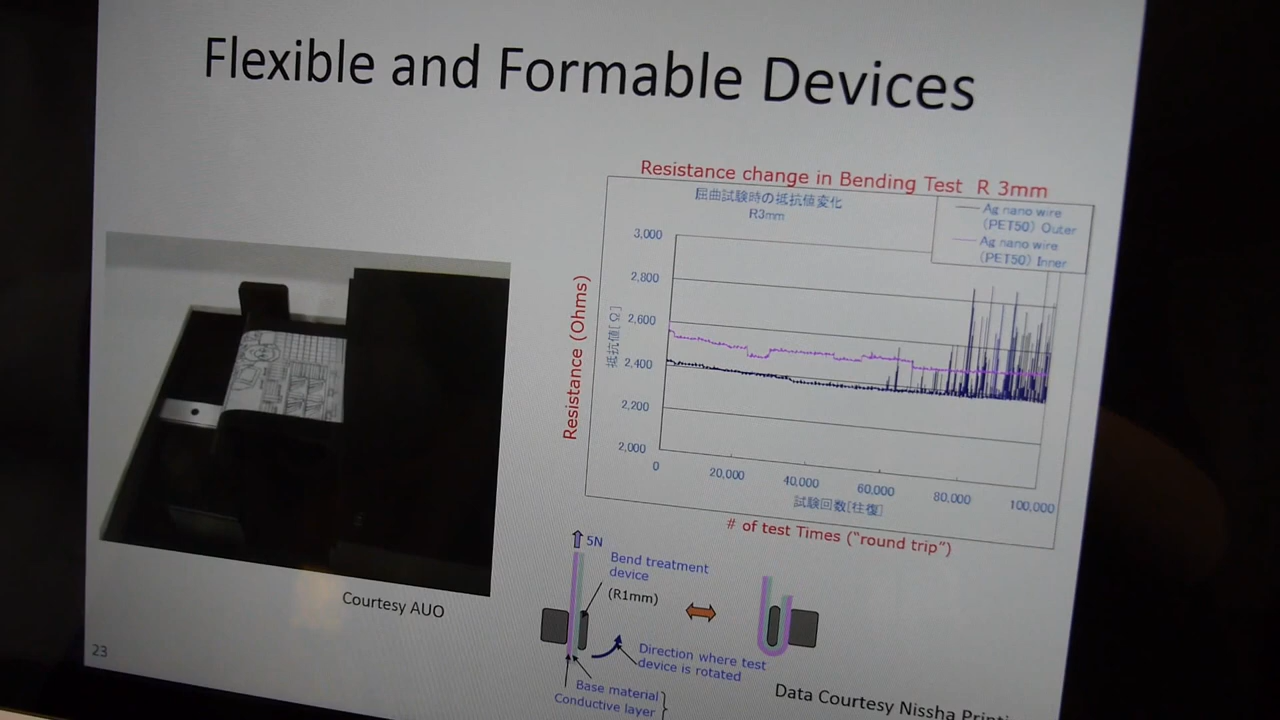 Flexible and Formable Devices
Resistance change in Bending Test R 3mm
屈曲試験時の抵抗値変化
R3mm
Ag nano wire
(PET50) Outer
Ag nano wire
(PET50) Inner
Resistance (Ohms)
抵抗値[Ω]
3,000
2,800
2,600
2,400
2,200
2,000
0
20,000
40,000
60,000
80,000
100,000
試験回数[往復]
# of test Times ("round trip")
Courtesy AUO
5N
Bend treatment
device
(R1mm)
Direction where test
device is rotated
Base material
Conductive layer
Data Courtesy Nissha
23